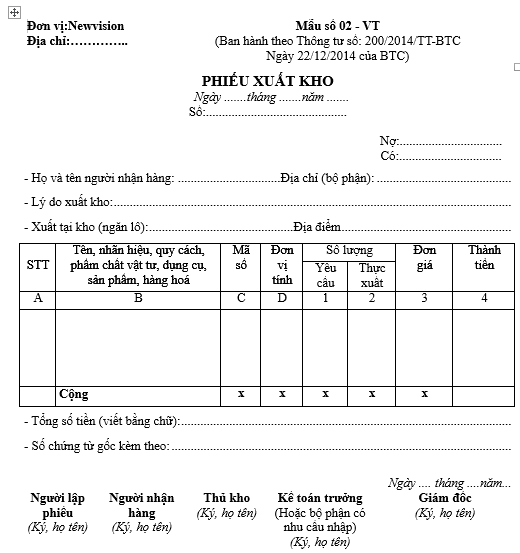 Đơn vị:Newvision
Địa chỉ:…………..
Mẫu số 02 - VT
(Ban hành theo Thông tư số: 200/2014/TT-BTC
Ngày 22/12/2014 của BTC)
PHIẾU XUẤT KHO
Ngày .......tháng .......năm .......
Số:...........................................
Nợ:................................
Có:................................
- Họ và tên người nhận hàng: ................................Địa chỉ (bộ phận): ..........................................
- Lý do xuất kho:..........................................................................................
- Xuất tại kho (ngăn lô):.............................................Địa điểm.....................................................
STT
Tên, nhãn hiệu, quy cách,
phẩm chất vật tư, dụng cụ,
sản phẩm, hàng hoá
Mã
số
Đơn
vị
tính
Số lượng
Yêu
cầu
Thực
xuất
Đơn
giá
Thành
tiền
A B C D 1 2 3 4
Cộng x x x x x
- Tổng số tiền (viết bằng chữ):..........................................................................................
- Số chứng từ gốc kèm theo: ..........................................................................................
Ngày .... tháng ....năm...
Người lập
phiếu
(Ký, họ tên)
Người nhận
hàng
(Ký, họ tên)
Thủ kho
(Ký, họ tên)
Kế toán trưởng
(Hoặc bộ phận có
nhu cầu nhập)
(Ký, họ tên)
Giám đốc
(Ký, họ tên)